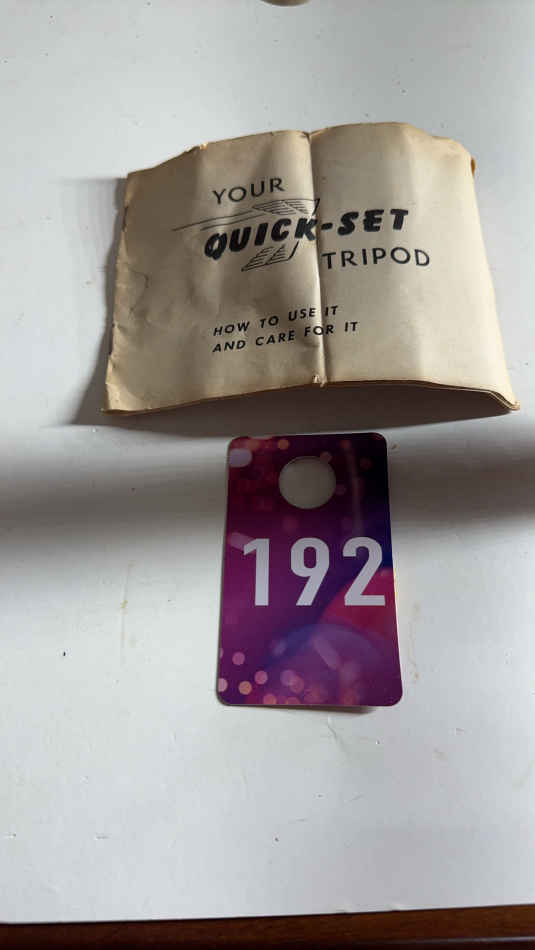 YOUR
QUICK-SET
TRIPOD
HOW TO USE IT
AND CARE FOR IT
192